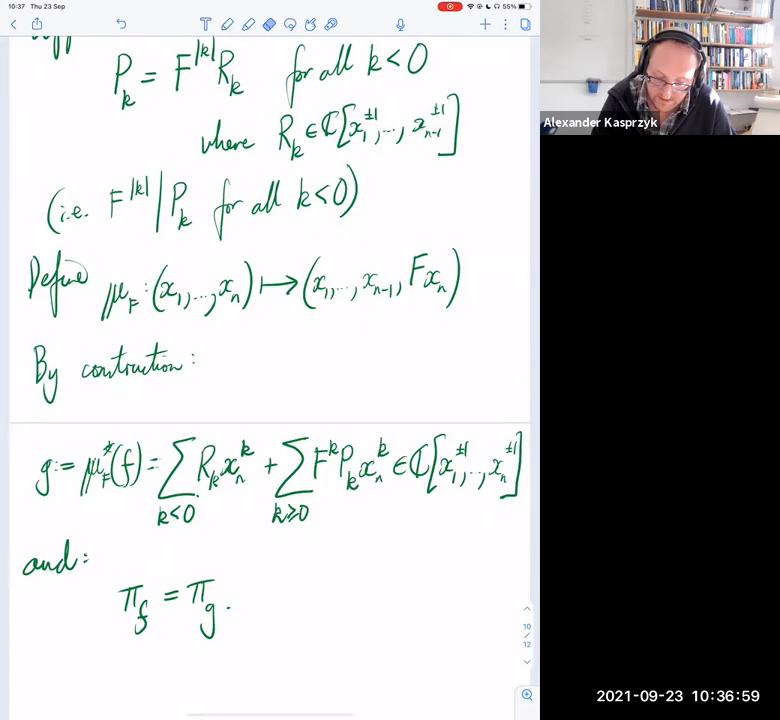 10:37 Thu 23 Sep
55%
P_k = F^{|k|} R_k for all k<0
where R_k ∈ ℂ[x_1^{±1}, ..., x_{n-1}^{±1}]
(i.e. F^{|k|} | P_k for all k<0)
Define μ_F : (x_1, ..., x_n) ⟼ (x_1, ..., x_{n-1}, F x_n)
By contruction:
g := μ_F^*(f) = ∑_{k<0} R_k x_n^k + ∑_{k≥0} F^k P_k x_n^k ∈ ℂ[x_1^{±1}, ..., x_n^{±1}]
and:
π_f = π_g.
10
/
12
Alexander Kasprzyk
2021-09-23 10:36:59